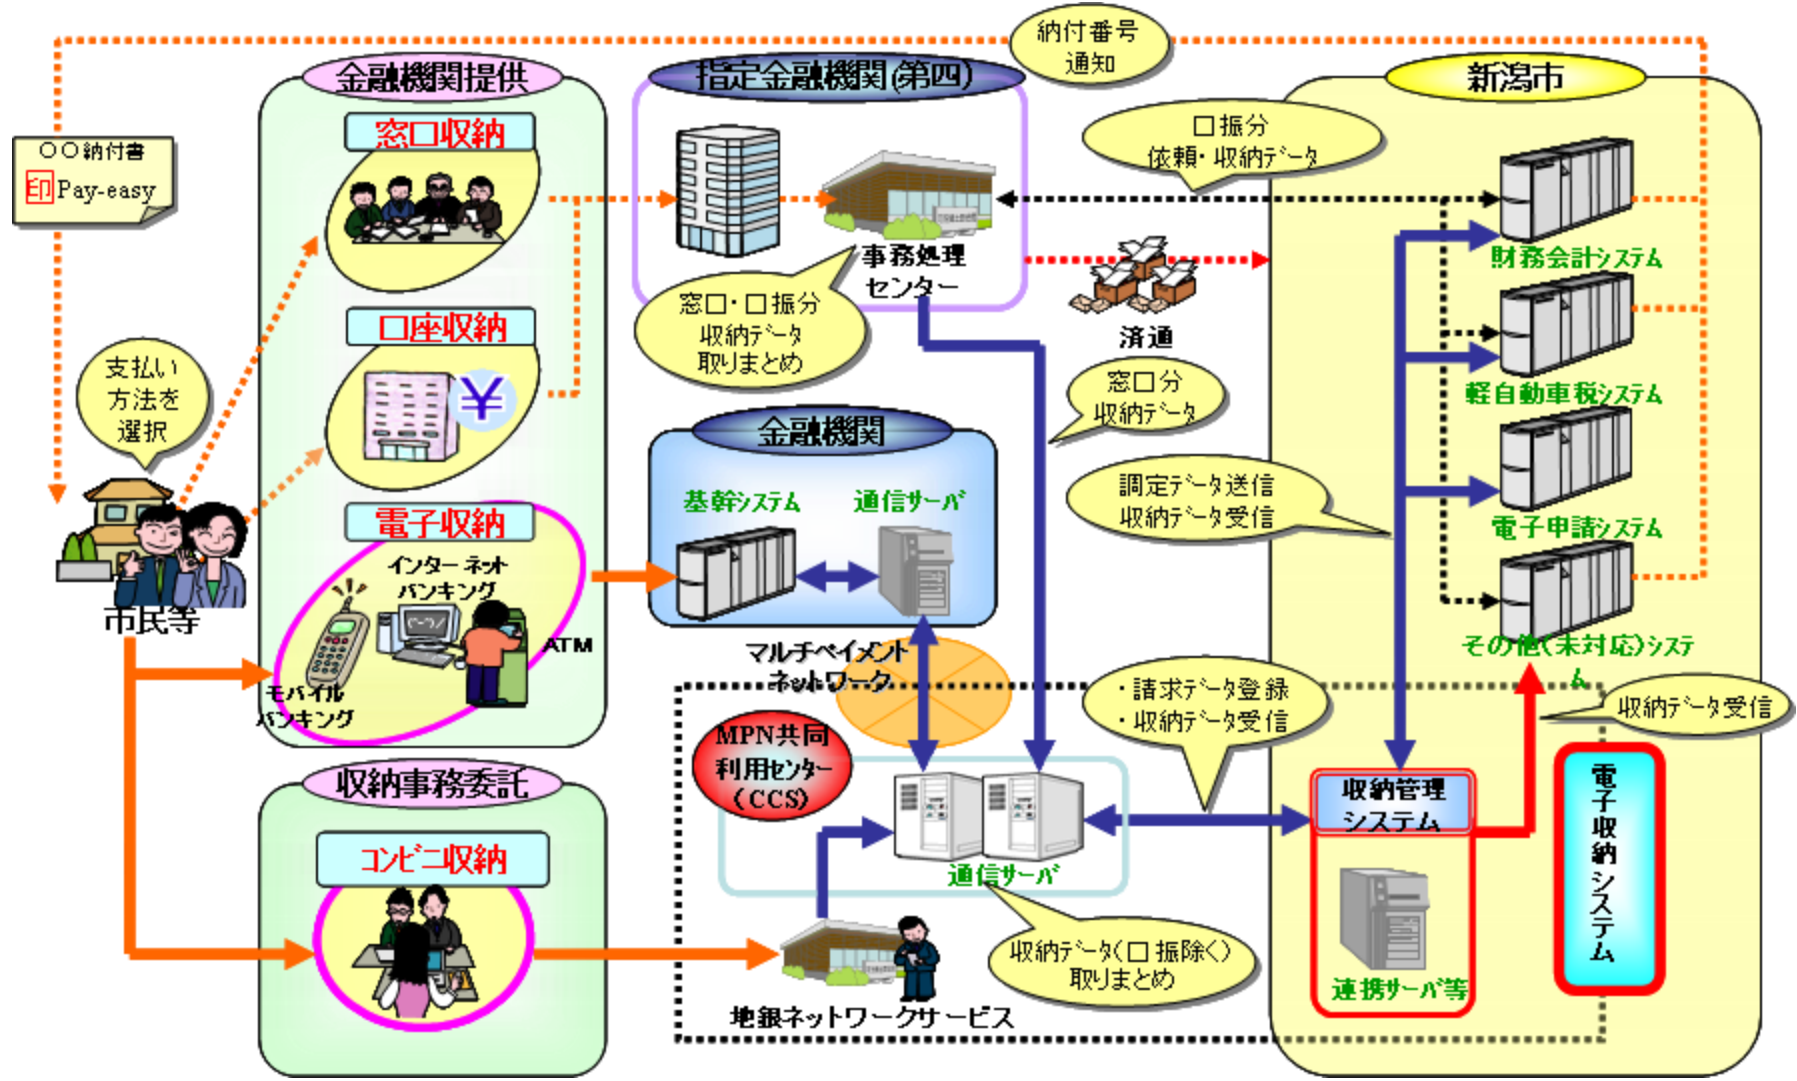 納付番号
通知
金融機関提供
指定金融機関(第四)
新潟市
窓口収納
口振分
依頼・収納データ
〇〇納付書
印 Pay-easy
事務処理
センター
財務会計システム
窓口・口振分
収納データ
取りまとめ
口座収納
済通
支払い
方法を
選択
窓口分
収納データ
軽自動車税システム
金融機関
基幹システム
通信サーバ
調定データ送信
収納データ受信
電子収納
電子申請システム
インターネット
バンキング
ATM
市民等
モバイル
バンキング
マルチペイメント
ネットワーク
その他(未対応)システ
ム
・請求データ登録
・収納データ受信
収納データ受信
MPN共同
利用センター
(CCS)
収納事務委託
収納管理
システム
電子収納システム
コンビニ収納
通信サーバ
収納データ(口振除く)
取りまとめ
連携サーバ等
地銀ネットワークサービス